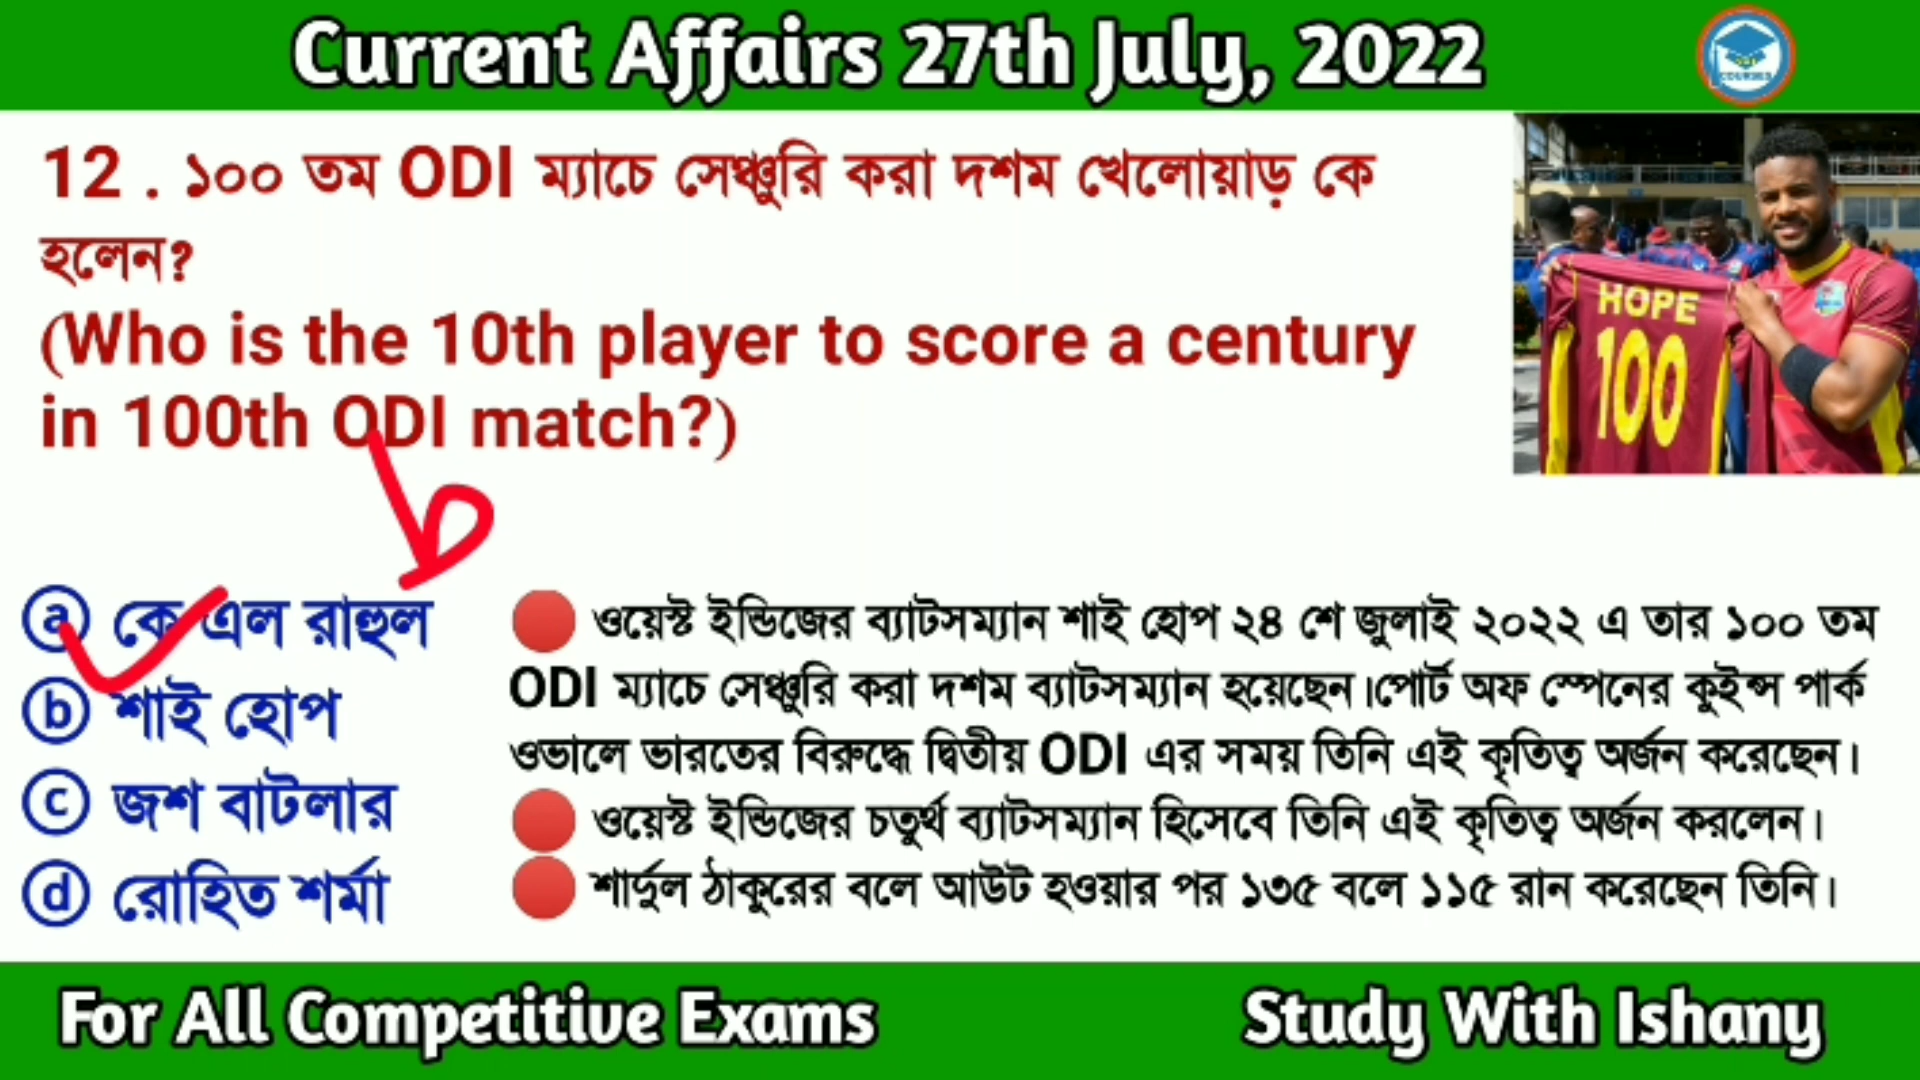 Current Affairs 27th July, 2022
COURSES
12 . ১০০ তম ODI ম্যাচে সেঞ্চুরি করা দশম খেলোয়াড় কে
হলেন?
(Who is the 10th player to score a century
in 100th ODI match?)
HOPE
100
b
ⓐ কে এল রাহুল
ⓑ শাই হোপ
ⓒ জশ বাটলার
ⓓ রোহিত শর্মা
🔴 ওয়েস্ট ইন্ডিজের ব্যাটসম্যান শাই হোপ ২৪ শে জুলাই ২০২২ এ তার ১০০ তম
ODI ম্যাচে সেঞ্চুরি করা দশম ব্যাটসম্যান হয়েছেন।পোর্ট অফ স্পেনের কুইন্স পার্ক
ওভালে ভারতের বিরুদ্ধে দ্বিতীয় ODI এর সময় তিনি এই কৃতিত্ব অর্জন করেছেন।
🔴 ওয়েস্ট ইন্ডিজের চতুর্থ ব্যাটসম্যান হিসেবে তিনি এই কৃতিত্ব অর্জন করলেন।
🔴 শার্দুল ঠাকুরের বলে আউট হওয়ার পর ১৩৫ বলে ১১৫ রান করেছেন তিনি।
For All Competitive Exams
Study With Ishany